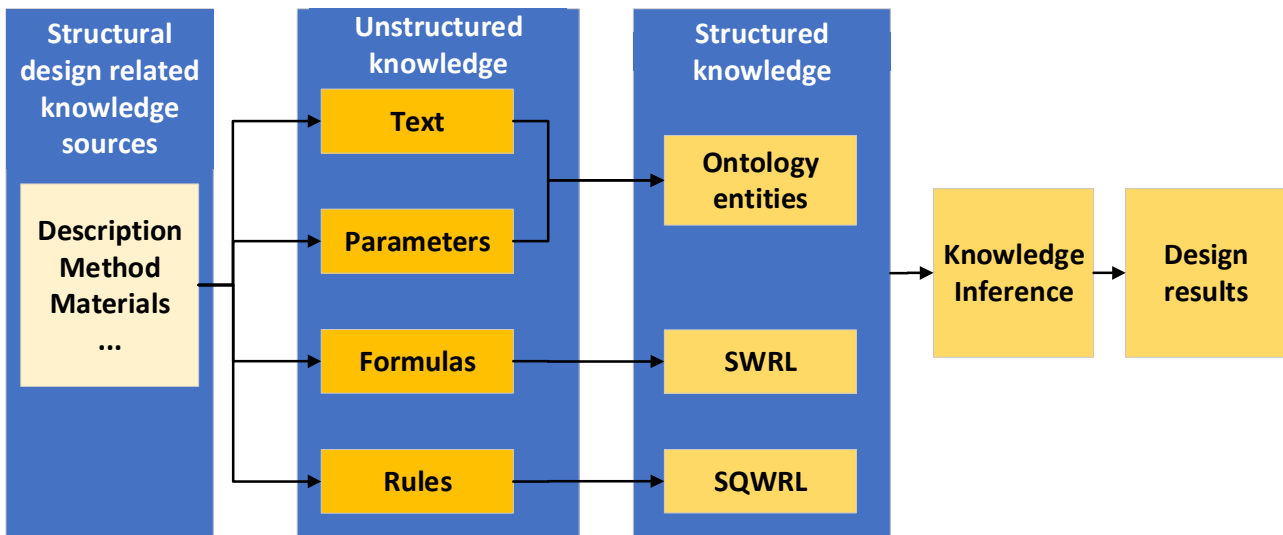 Structural
design related
knowledge
sources
Description
Method
Materials
...
Unstructured
knowledge
Text
Parameters
Formulas
Rules
Structured
knowledge
Ontology
entities
SWRL
SQWRL
Knowledge
Inference
Design
results